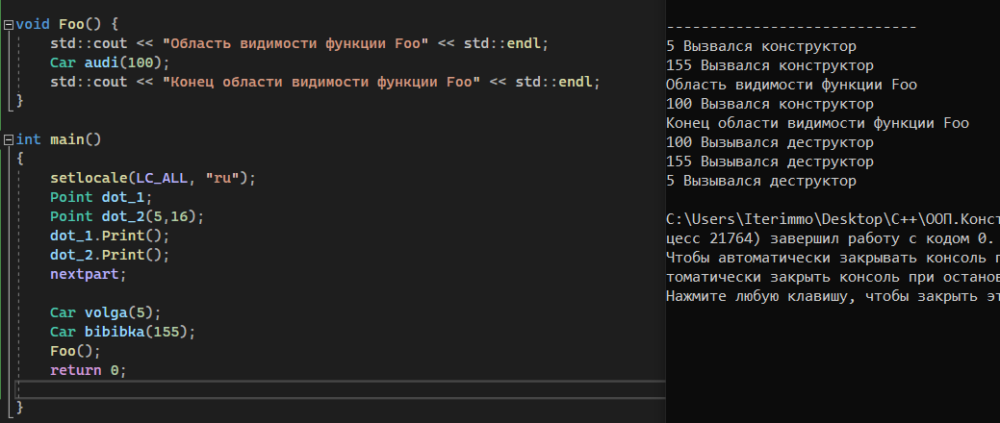 void Foo() {
std::cout << "Область видимости функции Foo" << std::endl;
Car audi(100);
std::cout << "Конец области видимости функции Foo" << std::endl;
}
int main()
{
setlocale(LC_ALL, "ru");
Point dot_1;
Point dot_2(5,16);
dot_1.Print();
dot_2.Print();
nextpart;
Car volga(5);
Car bibibka(155);
Foo();
return 0;
}
-----------------------------
5 Вызвался конструктор
155 Вызвался конструктор
Область видимости функции Foo
100 Вызвался конструктор
Конец области видимости функции Foo
100 Вызывался деструктор
155 Вызывался деструктор
5 Вызывался деструктор
C:\Users\Iterimmo\Desktop\C++\ООП.Конст
цесс 21764) завершил работу с кодом 0.
Чтобы автоматически закрывать консоль п
томатически закрыть консоль при останов
Нажмите любую клавишу, чтобы закрыть эт